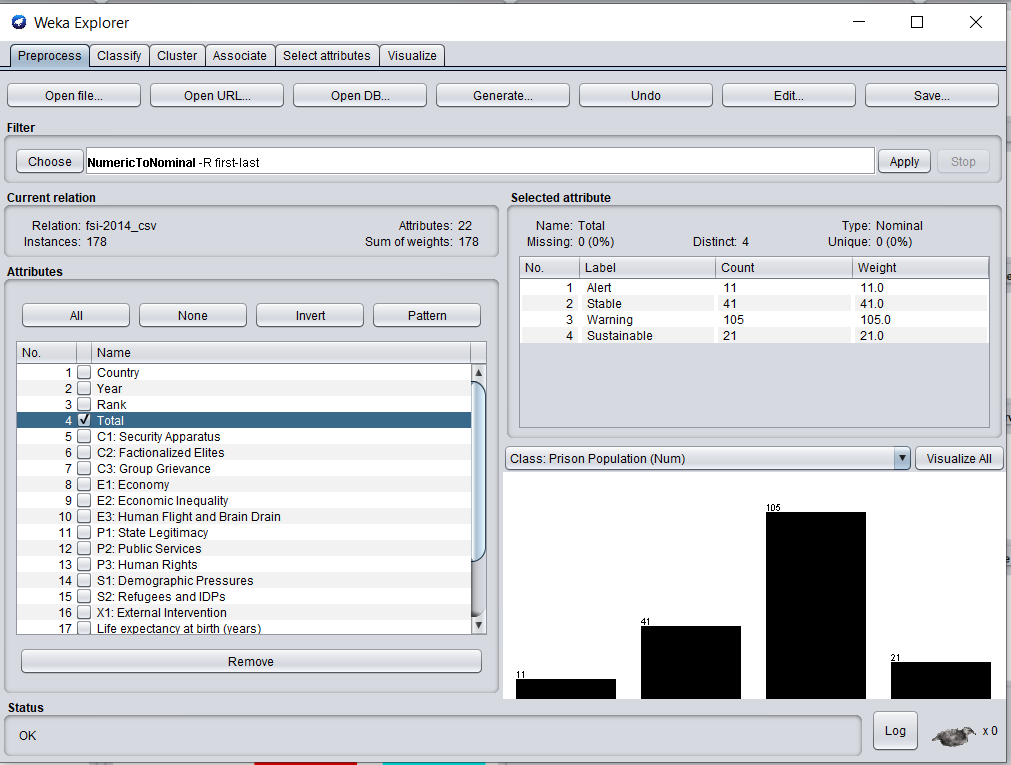 Weka Explorer
Preprocess Classify Cluster Associate Select attributes Visualize
Open file... Open URL... Open DB... Generate... Undo Edit... Save...
Filter
Choose NumericToNominal -R first-last Apply Stop
Current relation
Relation: fsi-2014_csv Attributes: 22
Instances: 178 Sum of weights: 178
Attributes
All None Invert Pattern
No. Name
1 Country
2 Year
3 Rank
4 Total
5 C1: Security Apparatus
6 C2: Factionalized Elites
7 C3: Group Grievance
8 E1: Economy
9 E2: Economic Inequality
10 E3: Human Flight and Brain Drain
11 P1: State Legitimacy
12 P2: Public Services
13 P3: Human Rights
14 S1: Demographic Pressures
15 S2: Refugees and IDPs
16 X1: External Intervention
17 Life expectancy at birth (years)
Remove
Selected attribute
Name: Total Type: Nominal
Missing: 0 (0%) Distinct: 4 Unique: 0 (0%)
No. Label Count Weight
1 Alert 11 11.0
2 Stable 41 41.0
3 Warning 105 105.0
4 Sustainable 21 21.0
Class: Prison Population (Num) Visualize All
11
41
105
21
Status
OK
Log x 0